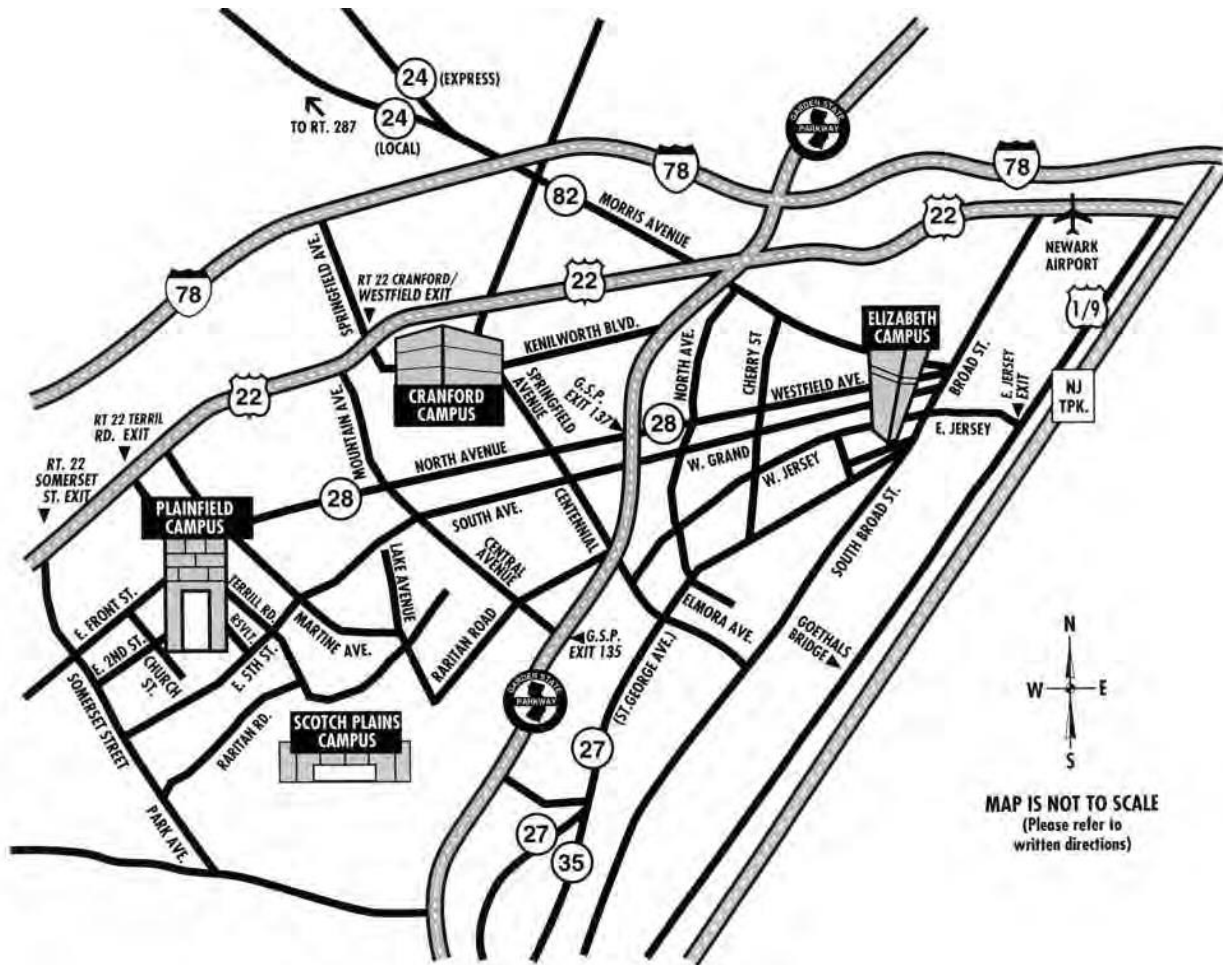 24
(EXPRESS)
TO RT. 287
24
(LOCAL)
GARDEN STATE
PARKWAY
78
78
82
MORRIS AVENUE
22
NEWARK
AIRPORT
SPRINGFIELD AVE.
RT 22 CRANFORD/
WESTFIELD EXIT
22
78
1/9
ELIZABETH
CAMPUS
KENILWORTH BLVD.
NORTH AVE.
CHERRY ST
BROAD ST.
E. JERSEY
EXIT
NJ
TPK.
CRANFORD
CAMPUS
SPRINGFIELD
AVENUE
G.S.P.
EXIT 137
WESTFIELD AVE.
22
MOUNTAIN AVE.
28
RT 22 TERRIL
RD. EXIT
NORTH AVENUE
W. GRAND
E. JERSEY
RT. 22
SOMERSET
ST. EXIT
W. JERSEY
28
PLAINFIELD
CAMPUS
SOUTH AVE.
CENTENNIAL
SOUTH BROAD ST.
LAKE AVENUE
CENTRAL
AVENUE
E. FRONT ST.
TERRILL RD.
RSVLT.
MARTINE AVE.
RARITAN ROAD
ELMORA AVE.
E. 2ND ST.
CHURCH
ST.
E. 5TH ST.
G.S.P.
EXIT 135
GOETHALS
BRIDGE
N
W
E
S
GARDEN STATE
PARKWAY
(ST.GEORGE AVE.)
SOMERSET STREET
RARITAN RD.
SCOTCH PLAINS
CAMPUS
27
PARK AVE.
27
35
MAP IS NOT TO SCALE
(Please refer to
written directions)